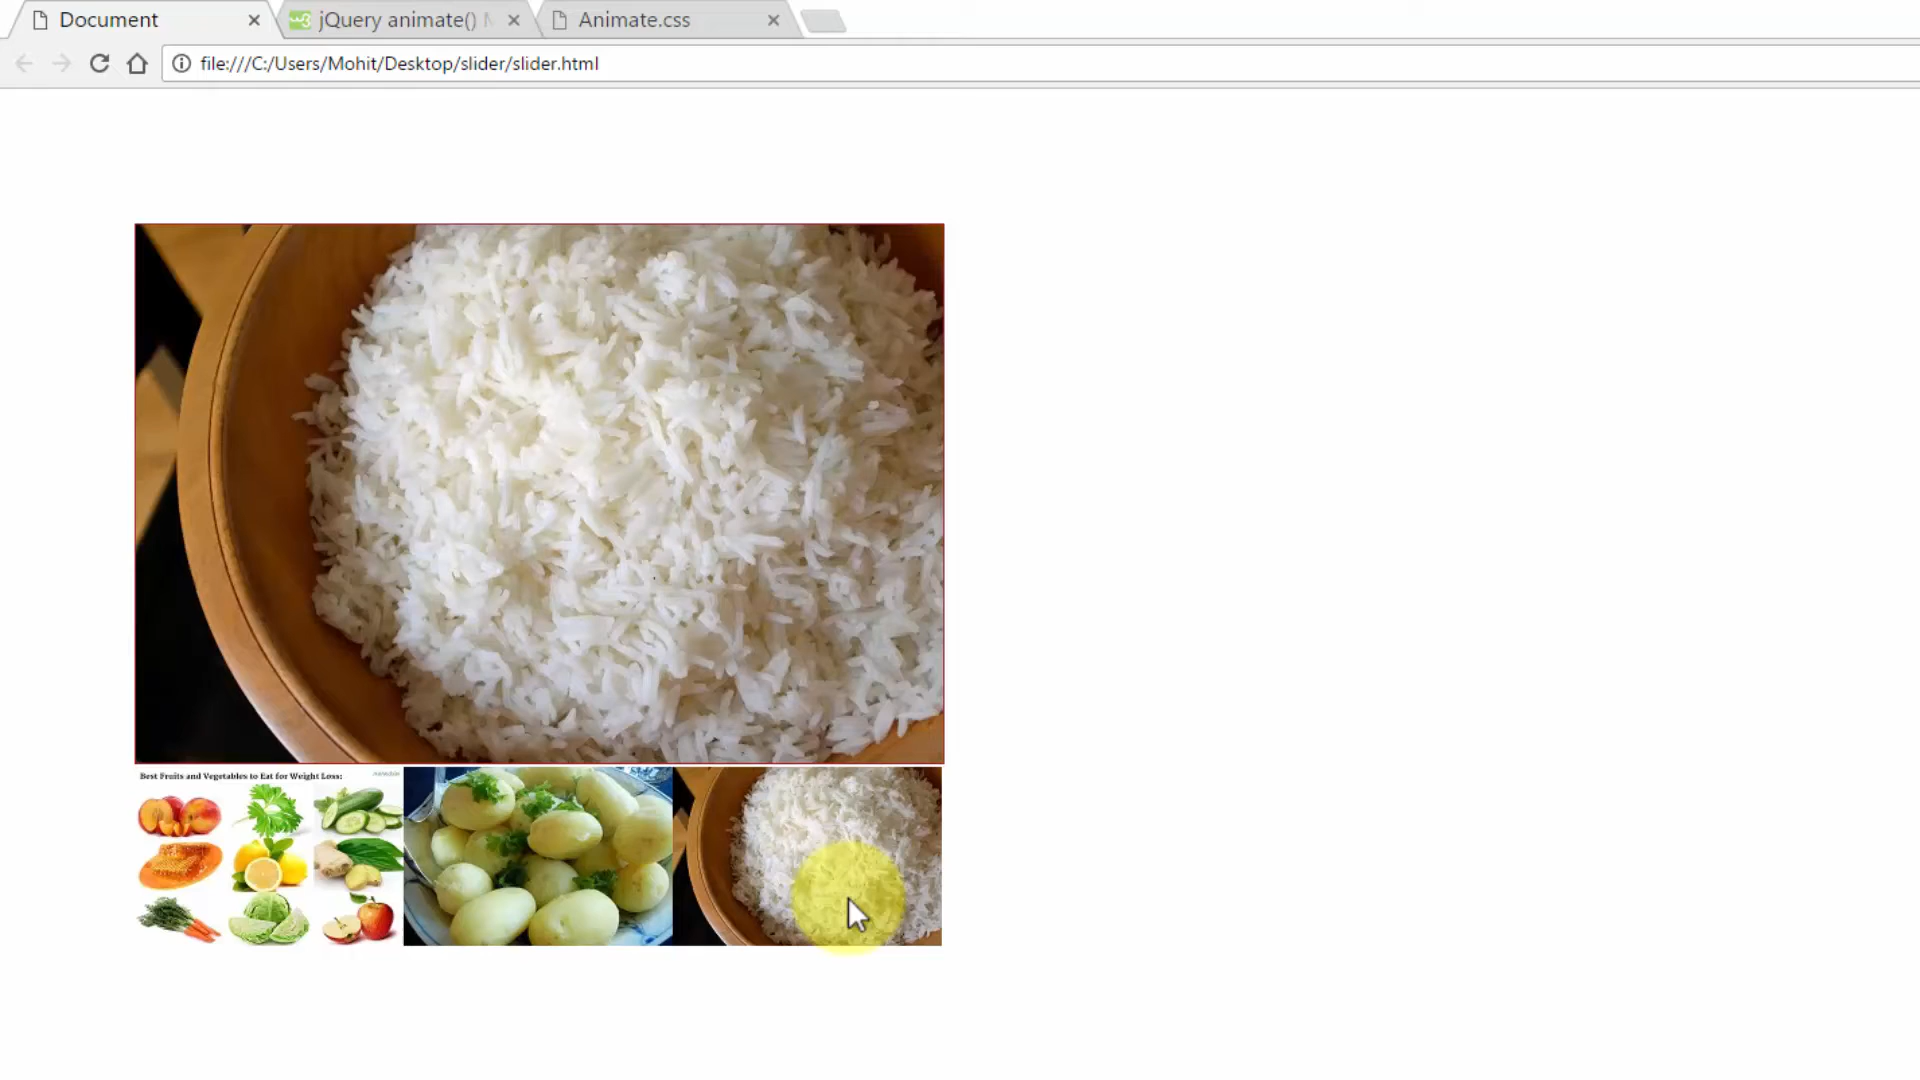 Document
jQuery animate()
Animate.css
file:///C:/Users/Mohit/Desktop/slider/slider.html
Best Fruits and Vegetables to Eat for Weight Loss: